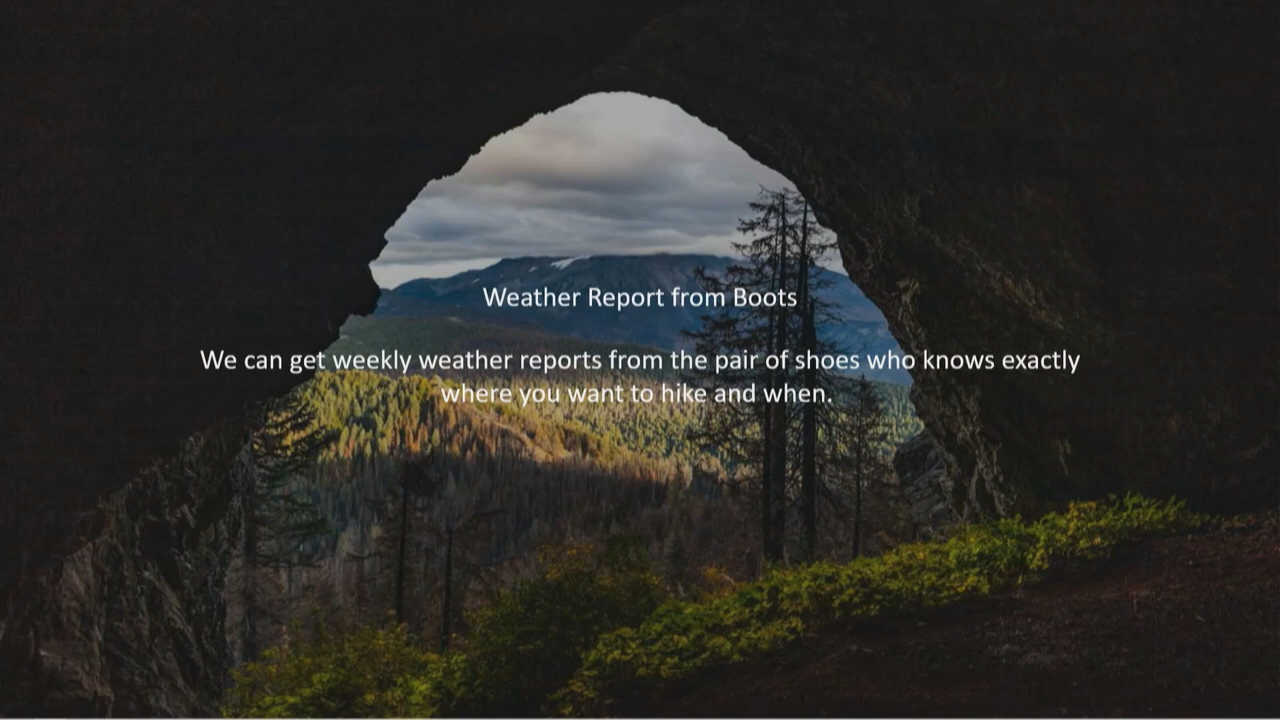 Weather Report from Boots
We can get weekly weather reports from the pair of shoes who knows exactly
where you want to hike and when.